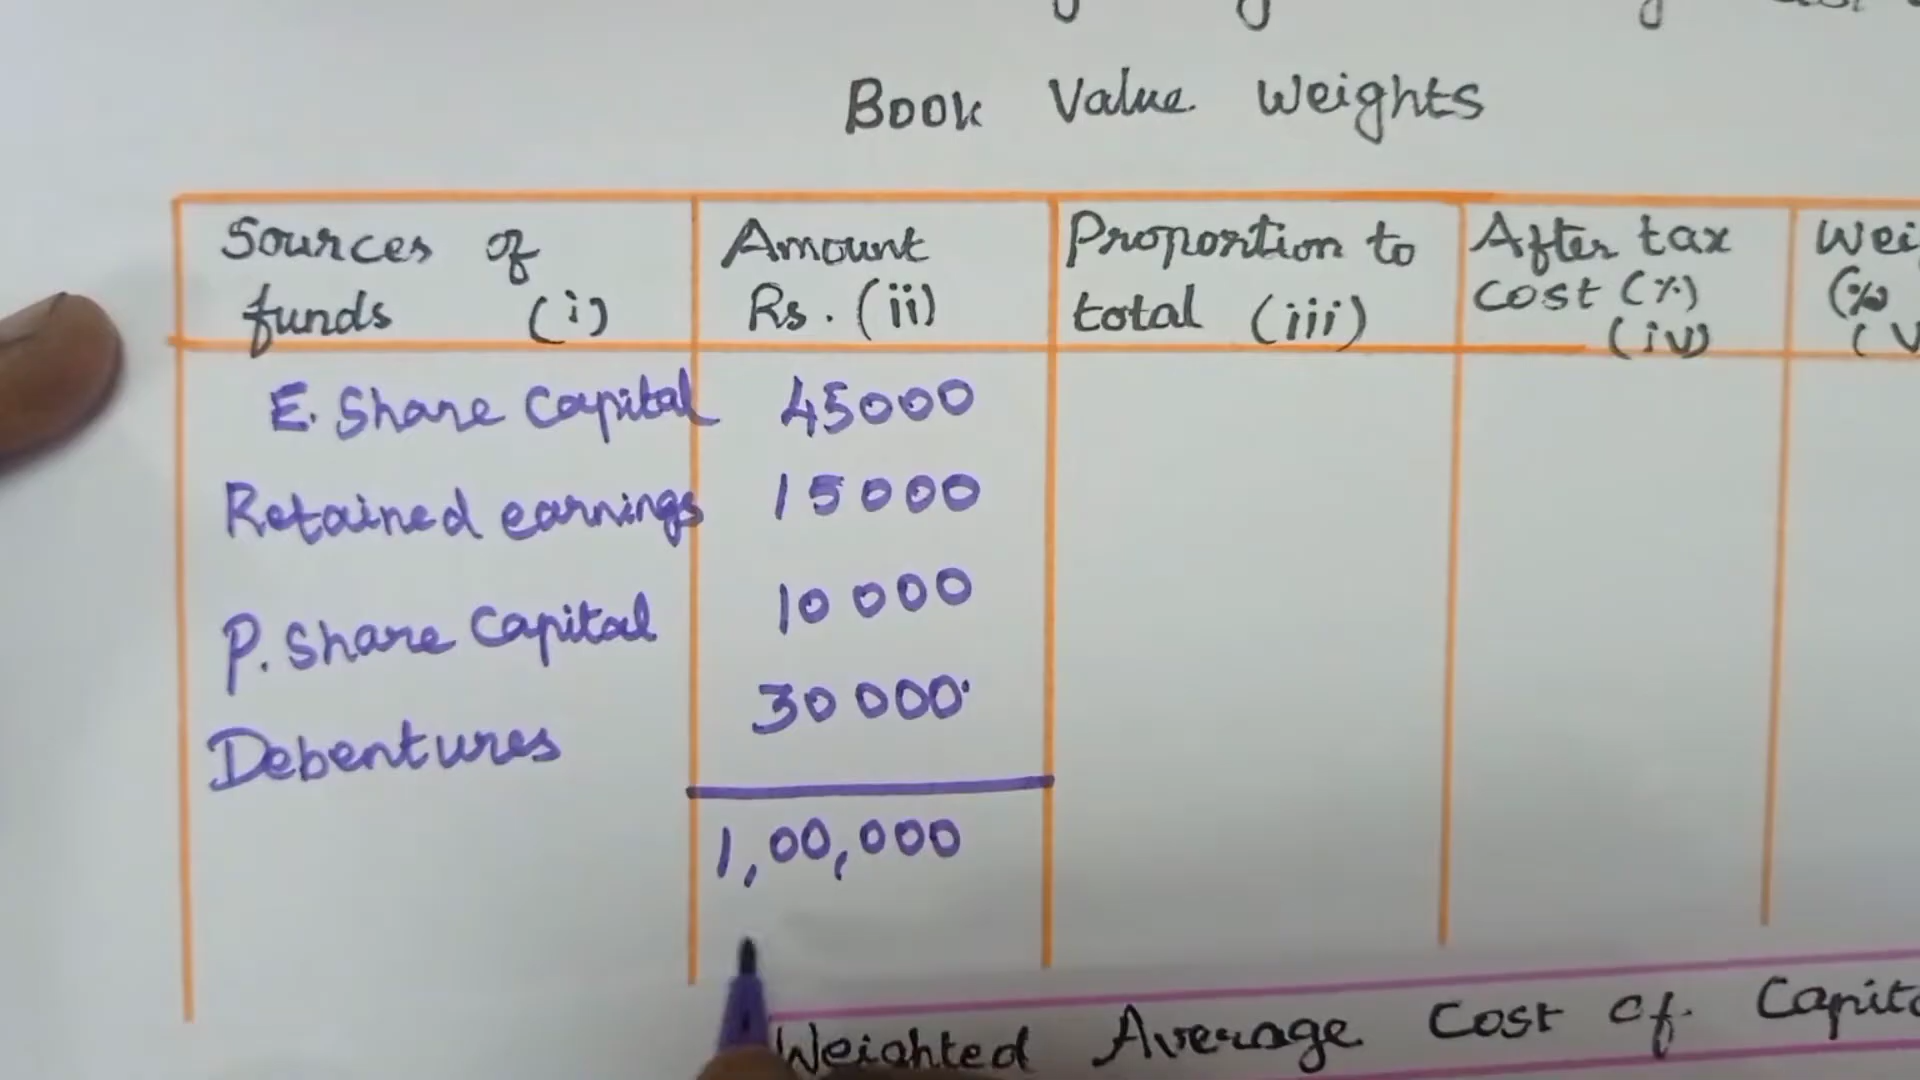 Book Value Weights
Sources of funds (i)
Amount Rs. (ii)
Proportion to total (iii)
After tax cost (%) (iv)
E. Share Capital 45000
Retained earnings 15000
P. Share Capital 10000
Debentures 30000
1,00,000
Weighted Average Cost of